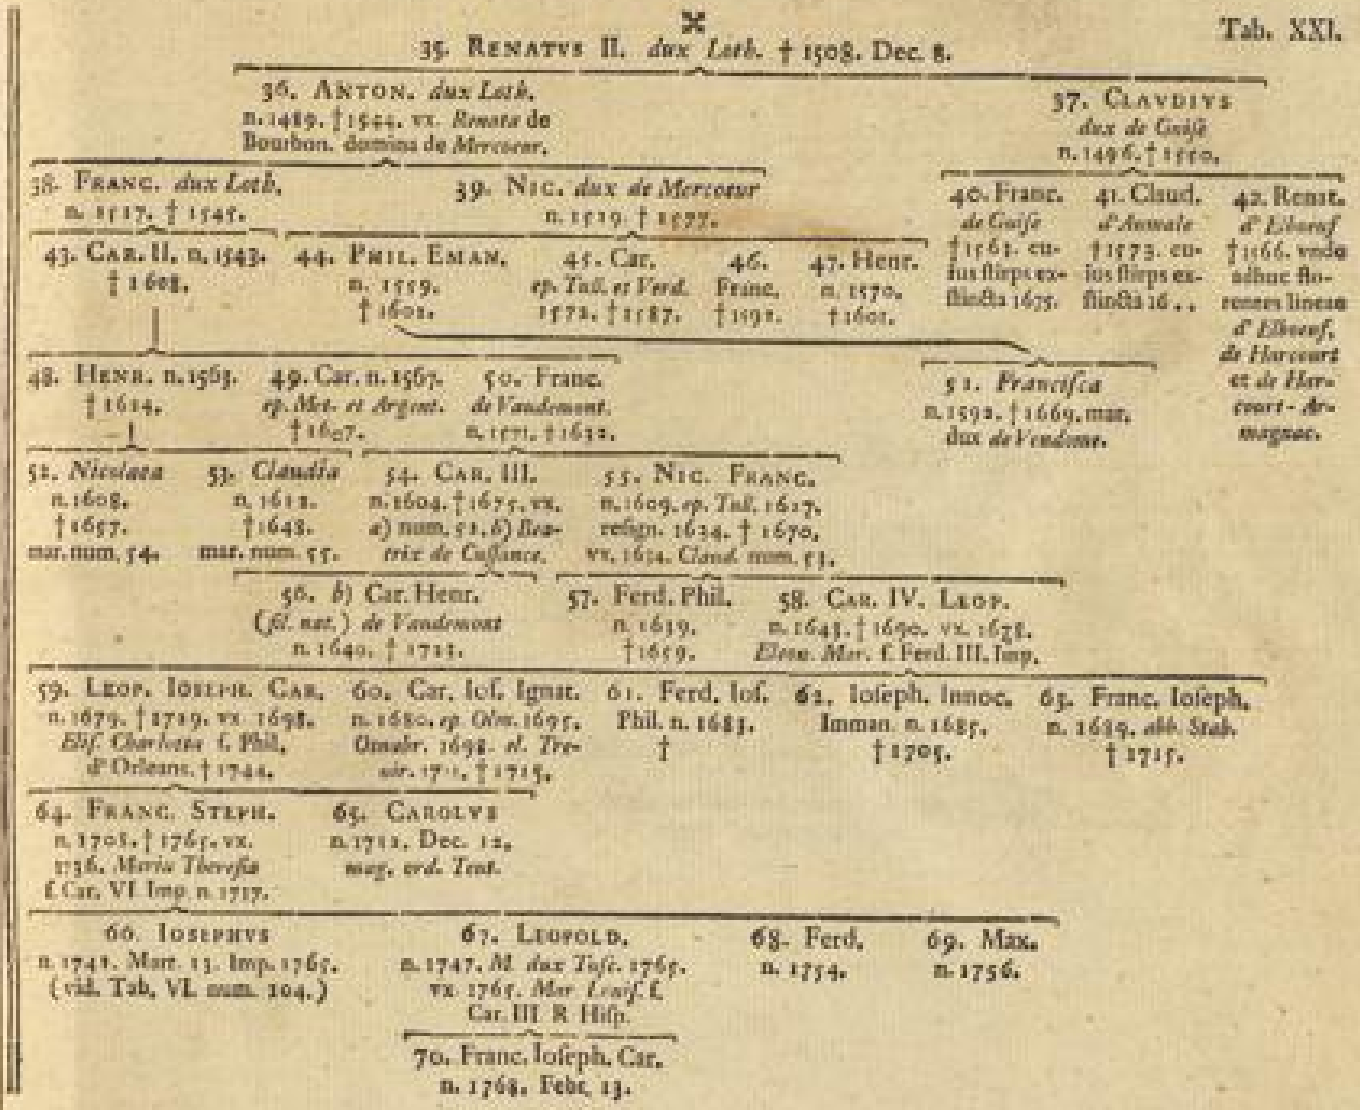 Tab. XXI.
35. RENATVS II. dux Loth. † 1508. Dec. 8.
36. ANTON. dux Loth.
n. 1489. † 1544. vx. Renata de
Bourbon. domina de Mercoeur.
37. CLAVDIVS
dux de Guise
n. 1496. † 1550.
38. FRANC. dux Loth.
n. 1517. † 1545.
39. NIC. dux de Mercoeur
n. 1519 † 1577.
40. Franc.
de Guise
† 1563. cu-
ius stirps ex-
stincta 1675.
41. Claud.
d'Aumale
† 1573. cu-
ius stirps ex-
stincta 16 . .
42. Renat.
d'Elboeuf
† 1566. vnde
adhuc flo-
rentes lineae
d'Elboeuf,
de Harcourt
et de Har-
court-Ar-
magnac.
43. CAR. II. n. 1543.
† 1608.
44. PHIL. EMAN.
n. 1559.
† 1602.
45. Car.
ep. Tull. et Verd.
1572. † 1587.
46.
Franc.
† 1592.
47. Henr.
n. 1570.
† 1601.
48. HENR. n. 1563.
† 1624.
49. Car. n. 1567.
ep. Met. et Argent.
† 1607.
50. Franc.
de Vaudemont.
n. 1571. † 1632.
51. Francisca
n. 1592. † 1669. mar.
dux de Vendome.
52. Nicolaea
n. 1608.
† 1657.
mar. num. 54.
53. Claudia
n. 1612.
† 1648.
mar. num. 55.
54. CAR. III.
n. 1604. † 1675. vx.
a) num. 52. b) Bea-
trix de Cusance.
55. NIC. FRANC.
n. 1609. ep. Tull. 1627.
resign. 1634. † 1670.
vx. 1634. Claud. num. 53.
56. b) Car. Henr.
(fil. nat.) de Vaudemont
n. 1640. † 1723.
57. Ferd. Phil.
n. 1639.
† 1659.
58. CAR. IV. LEOP.
n. 1643. † 1690. vx. 1678.
Eleon. Mar. f. Ferd. III. Imp.
59. LEOP. IOSEPH. CAR.
n. 1679. † 1729. vx 1698.
Elis. Charlotta f. Phil.
d'Orleans. † 1744.
60. Car. Ios. Ignat.
n. 1680. ep. Olm. 1695.
Osnabr. 1698. el. Tre-
uir. 1711. † 1715.
61. Ferd. Ios.
Phil. n. 1683.
†
62. Ioseph. Innoc.
Imman. n. 1685.
† 1705.
63. Franc. Ioseph.
n. 1689. abb. Stab.
† 1715.
64. FRANC. STEPH.
n. 1708. † 1765. vx.
1736. Maria Theresia
f. Car. VI Imp. n. 1717.
65. CAROLVS
n. 1712. Dec. 12.
mag. ord. Teut.
66. IOSEPHVS
n. 1741. Mart. 13. Imp. 1765.
(vid. Tab. VI. num. 104.)
67. LEOPOLD.
n. 1747. M. dux Tusc. 1765.
vx 1765. Mar Louis. f.
Car. III R Hisp.
68. Ferd.
n. 1754.
69. Max.
n. 1756.
70. Franc. Ioseph. Car.
n. 1768. Febr. 13.